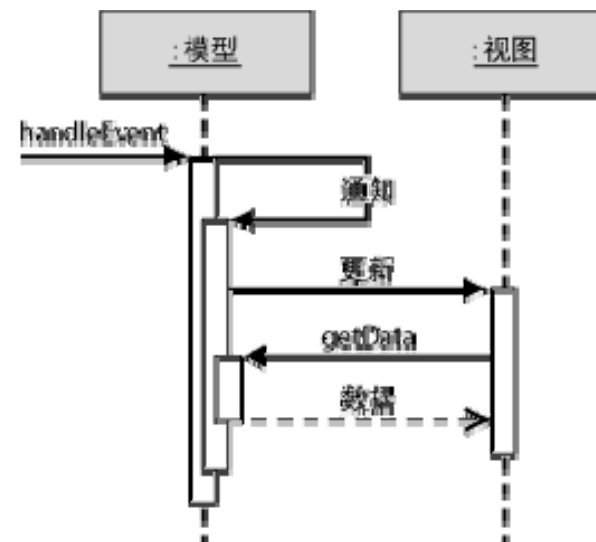 :模型
:视图
handleEvent
通知
更新
getData
数据